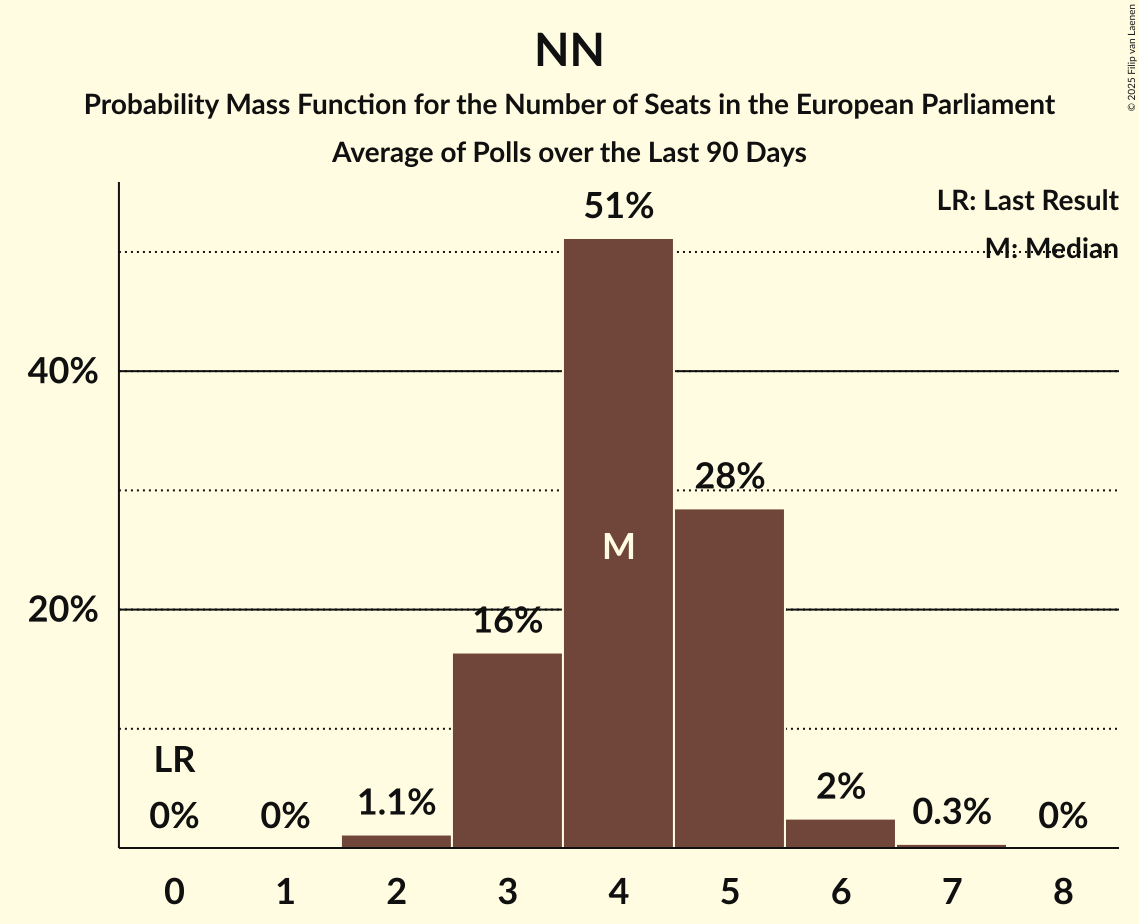 NN
Probability Mass Function for the Number of Seats in the European Parliament
Average of Polls over the Last 90 Days
© 2025 Filip van Laenen
LR: Last Result
M: Median
51%
40%
28%
M
20%
16%
LR
0%
0%
1.1%
2%
0.3%
0%
0 1 2 3 4 5 6 7 8